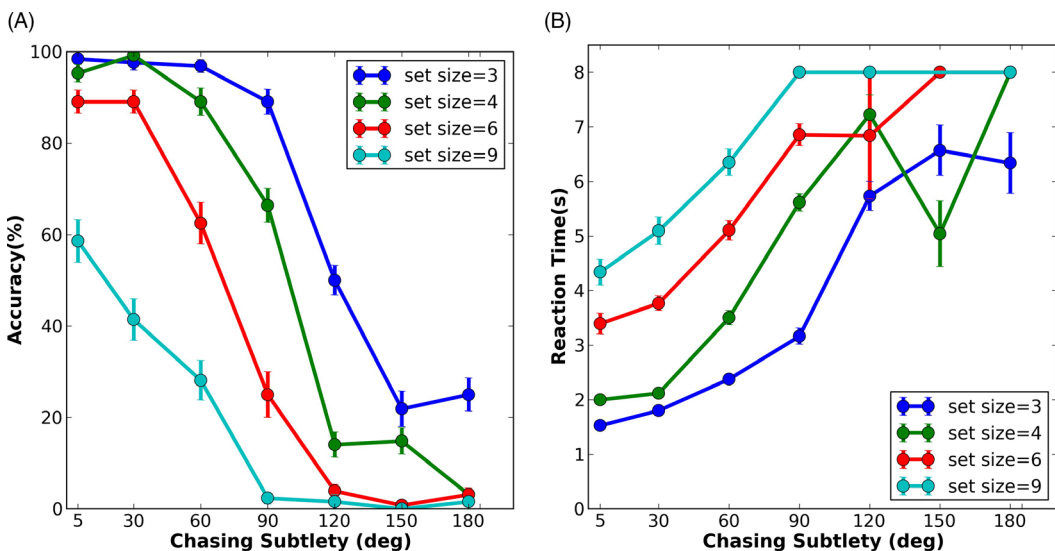 (A)
100
80
60
40
20
0
5 30 60 90 120 150 180
Accuracy(%)
Chasing Subtlety (deg)
set size=3
set size=4
set size=6
set size=9
(B)
8
7
6
5
4
3
2
1
0
5 30 60 90 120 150 180
Reaction Time(s)
Chasing Subtlety (deg)
set size=3
set size=4
set size=6
set size=9